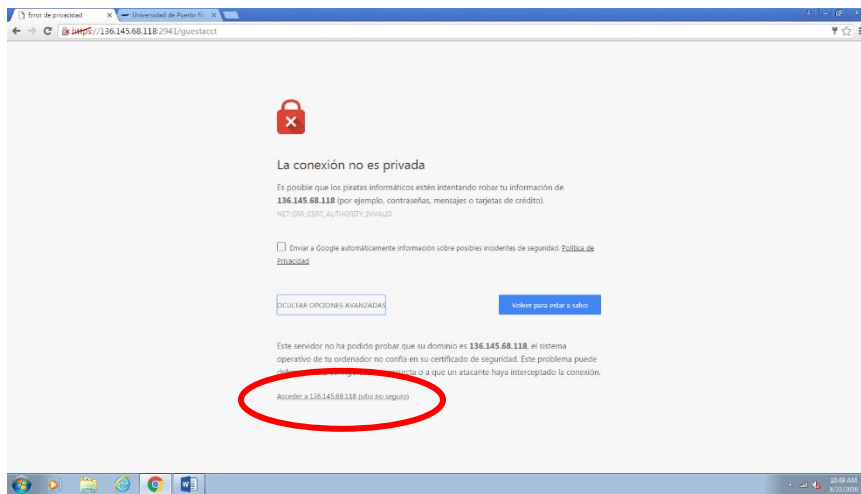 Error de privacidad
Universidad de Puerto Ri
https://136.145.68.118:2941/guestacct
La conexión no es privada
Es posible que los piratas informáticos estén intentando robar tu información de
136.145.68.118 (por ejemplo, contraseñas, mensajes o tarjetas de crédito).
NET::ERR_CERT_AUTHORITY_INVALID
Enviar a Google automáticamente información sobre posibles incidentes de seguridad. Política de
Privacidad
OCULTAR OPCIONES AVANZADAS
Volver para estar a salvo
Este servidor no ha podido probar que su dominio es 136.145.68.118, el sistema
operativo de tu ordenador no confía en su certificado de seguridad. Este problema puede
o a que un atacante haya interceptado la conexión.
Acceder a 136.145.68.118 (sitio no seguro)
10:49 AM
8/22/2016